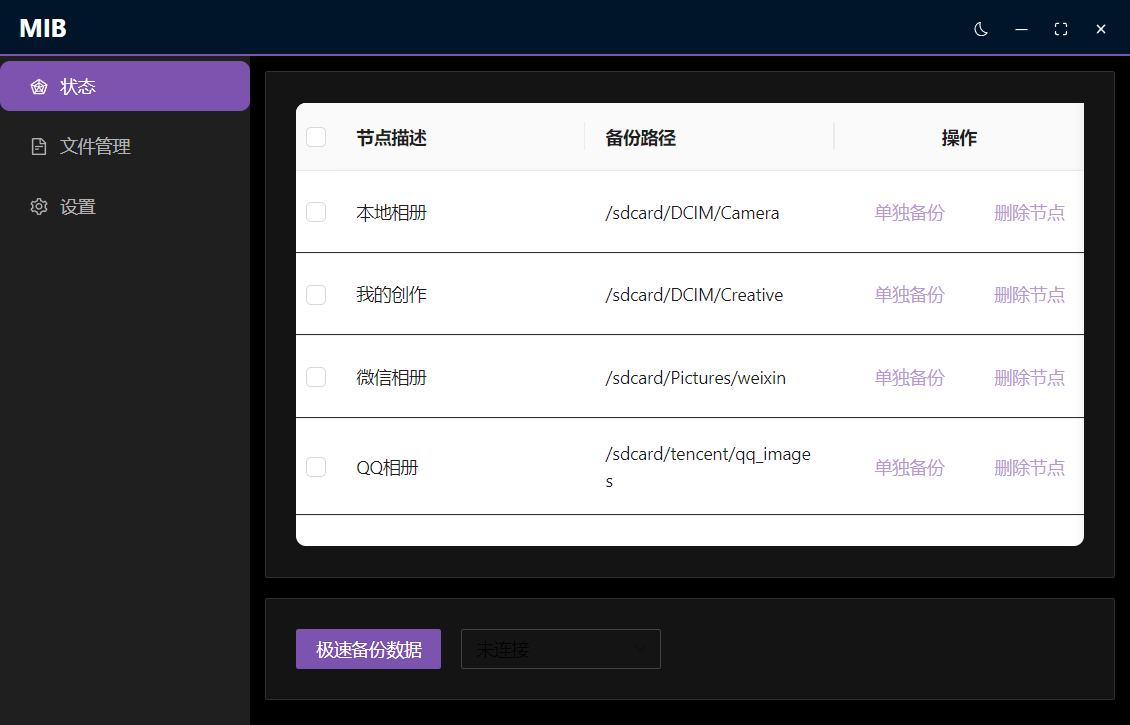 MIB
状态
文件管理
设置
节点描述 备份路径 操作
本地相册 /sdcard/DCIM/Camera 单独备份 删除节点
我的创作 /sdcard/DCIM/Creative 单独备份 删除节点
微信相册 /sdcard/Pictures/weixin 单独备份 删除节点
QQ相册 /sdcard/tencent/qq_image
s 单独备份 删除节点
极速备份数据 未连接